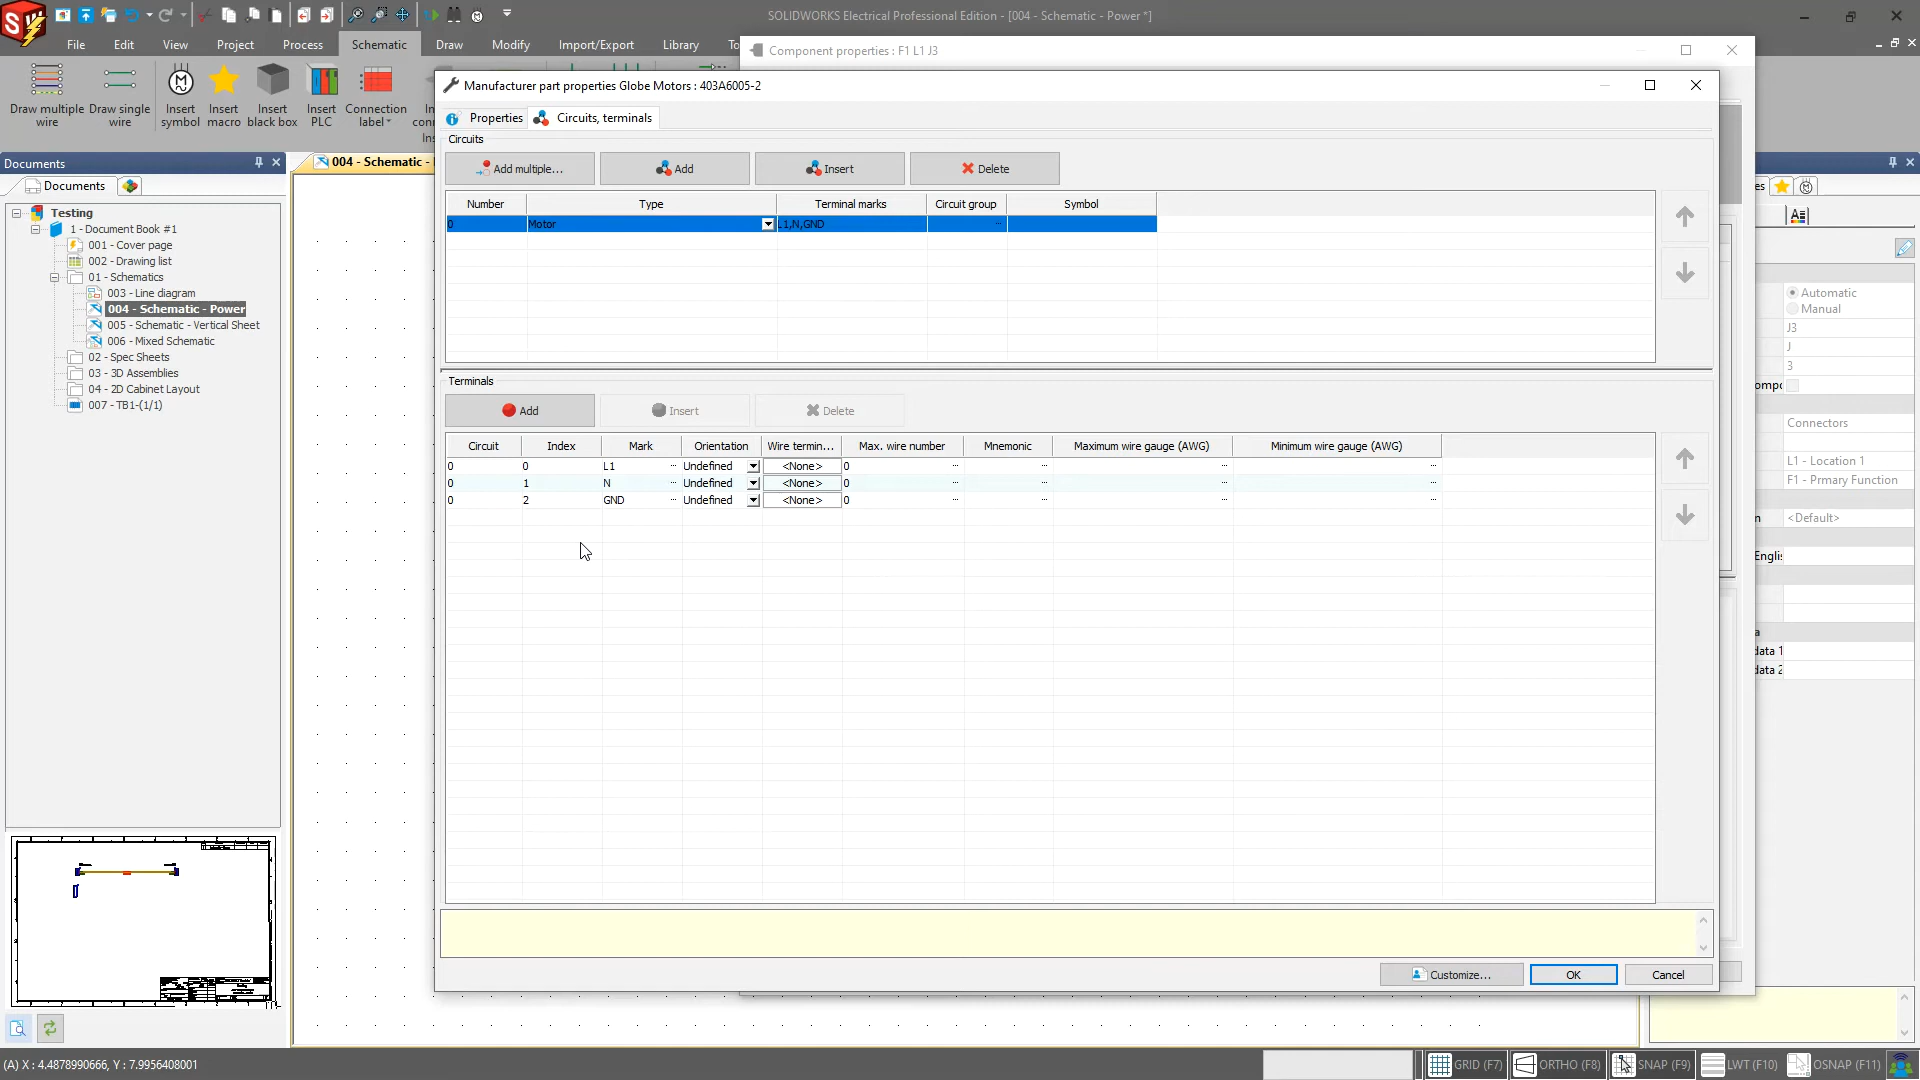 SOLIDWORKS Electrical Professional Edition - [004 - Schematic - Power *]
File Edit View Project Process Schematic Draw Modify Import/Export Library To
Component properties : F1 L1 J3
Draw multiple wire
Draw single wire
Insert symbol
Insert macro
Insert black box
Insert PLC
Connection label
Manufacturer part properties Globe Motors : 403A6005-2
Properties
Circuits, terminals
Circuits
Add multiple...
Add
Insert
Delete
Number Type Terminal marks Circuit group Symbol
0 Motor L1,N,GND
Terminals
Add
Insert
Delete
Circuit Index Mark Orientation Wire termin... Max. wire number Mnemonic Maximum wire gauge (AWG) Minimum wire gauge (AWG)
0 0 L1 ... Undefined <None> 0 ... ... ... ...
0 1 N ... Undefined <None> 0 ... ... ... ...
0 2 GND ... Undefined <None> 0 ... ... ... ...
Customize...
OK
Cancel
Documents
Documents
004 - Schematic -
Testing
1 - Document Book #1
001 - Cover page
002 - Drawing list
01 - Schematics
003 - Line diagram
004 - Schematic - Power
005 - Schematic - Vertical Sheet
006 - Mixed Schematic
02 - Spec Sheets
03 - 3D Assemblies
04 - 2D Cabinet Layout
007 - TB1-(1/1)
es
Automatic
Manual
J3
J
3
ompo
Connectors
L1 - Location 1
F1 - Prmary Function
n <Default>
Englis
a
data 1
data 2
(A) X : 4.4878990666, Y : 7.9956408001
GRID (F7) ORTHO (F8) SNAP (F9) LWT (F10) OSNAP (F11)